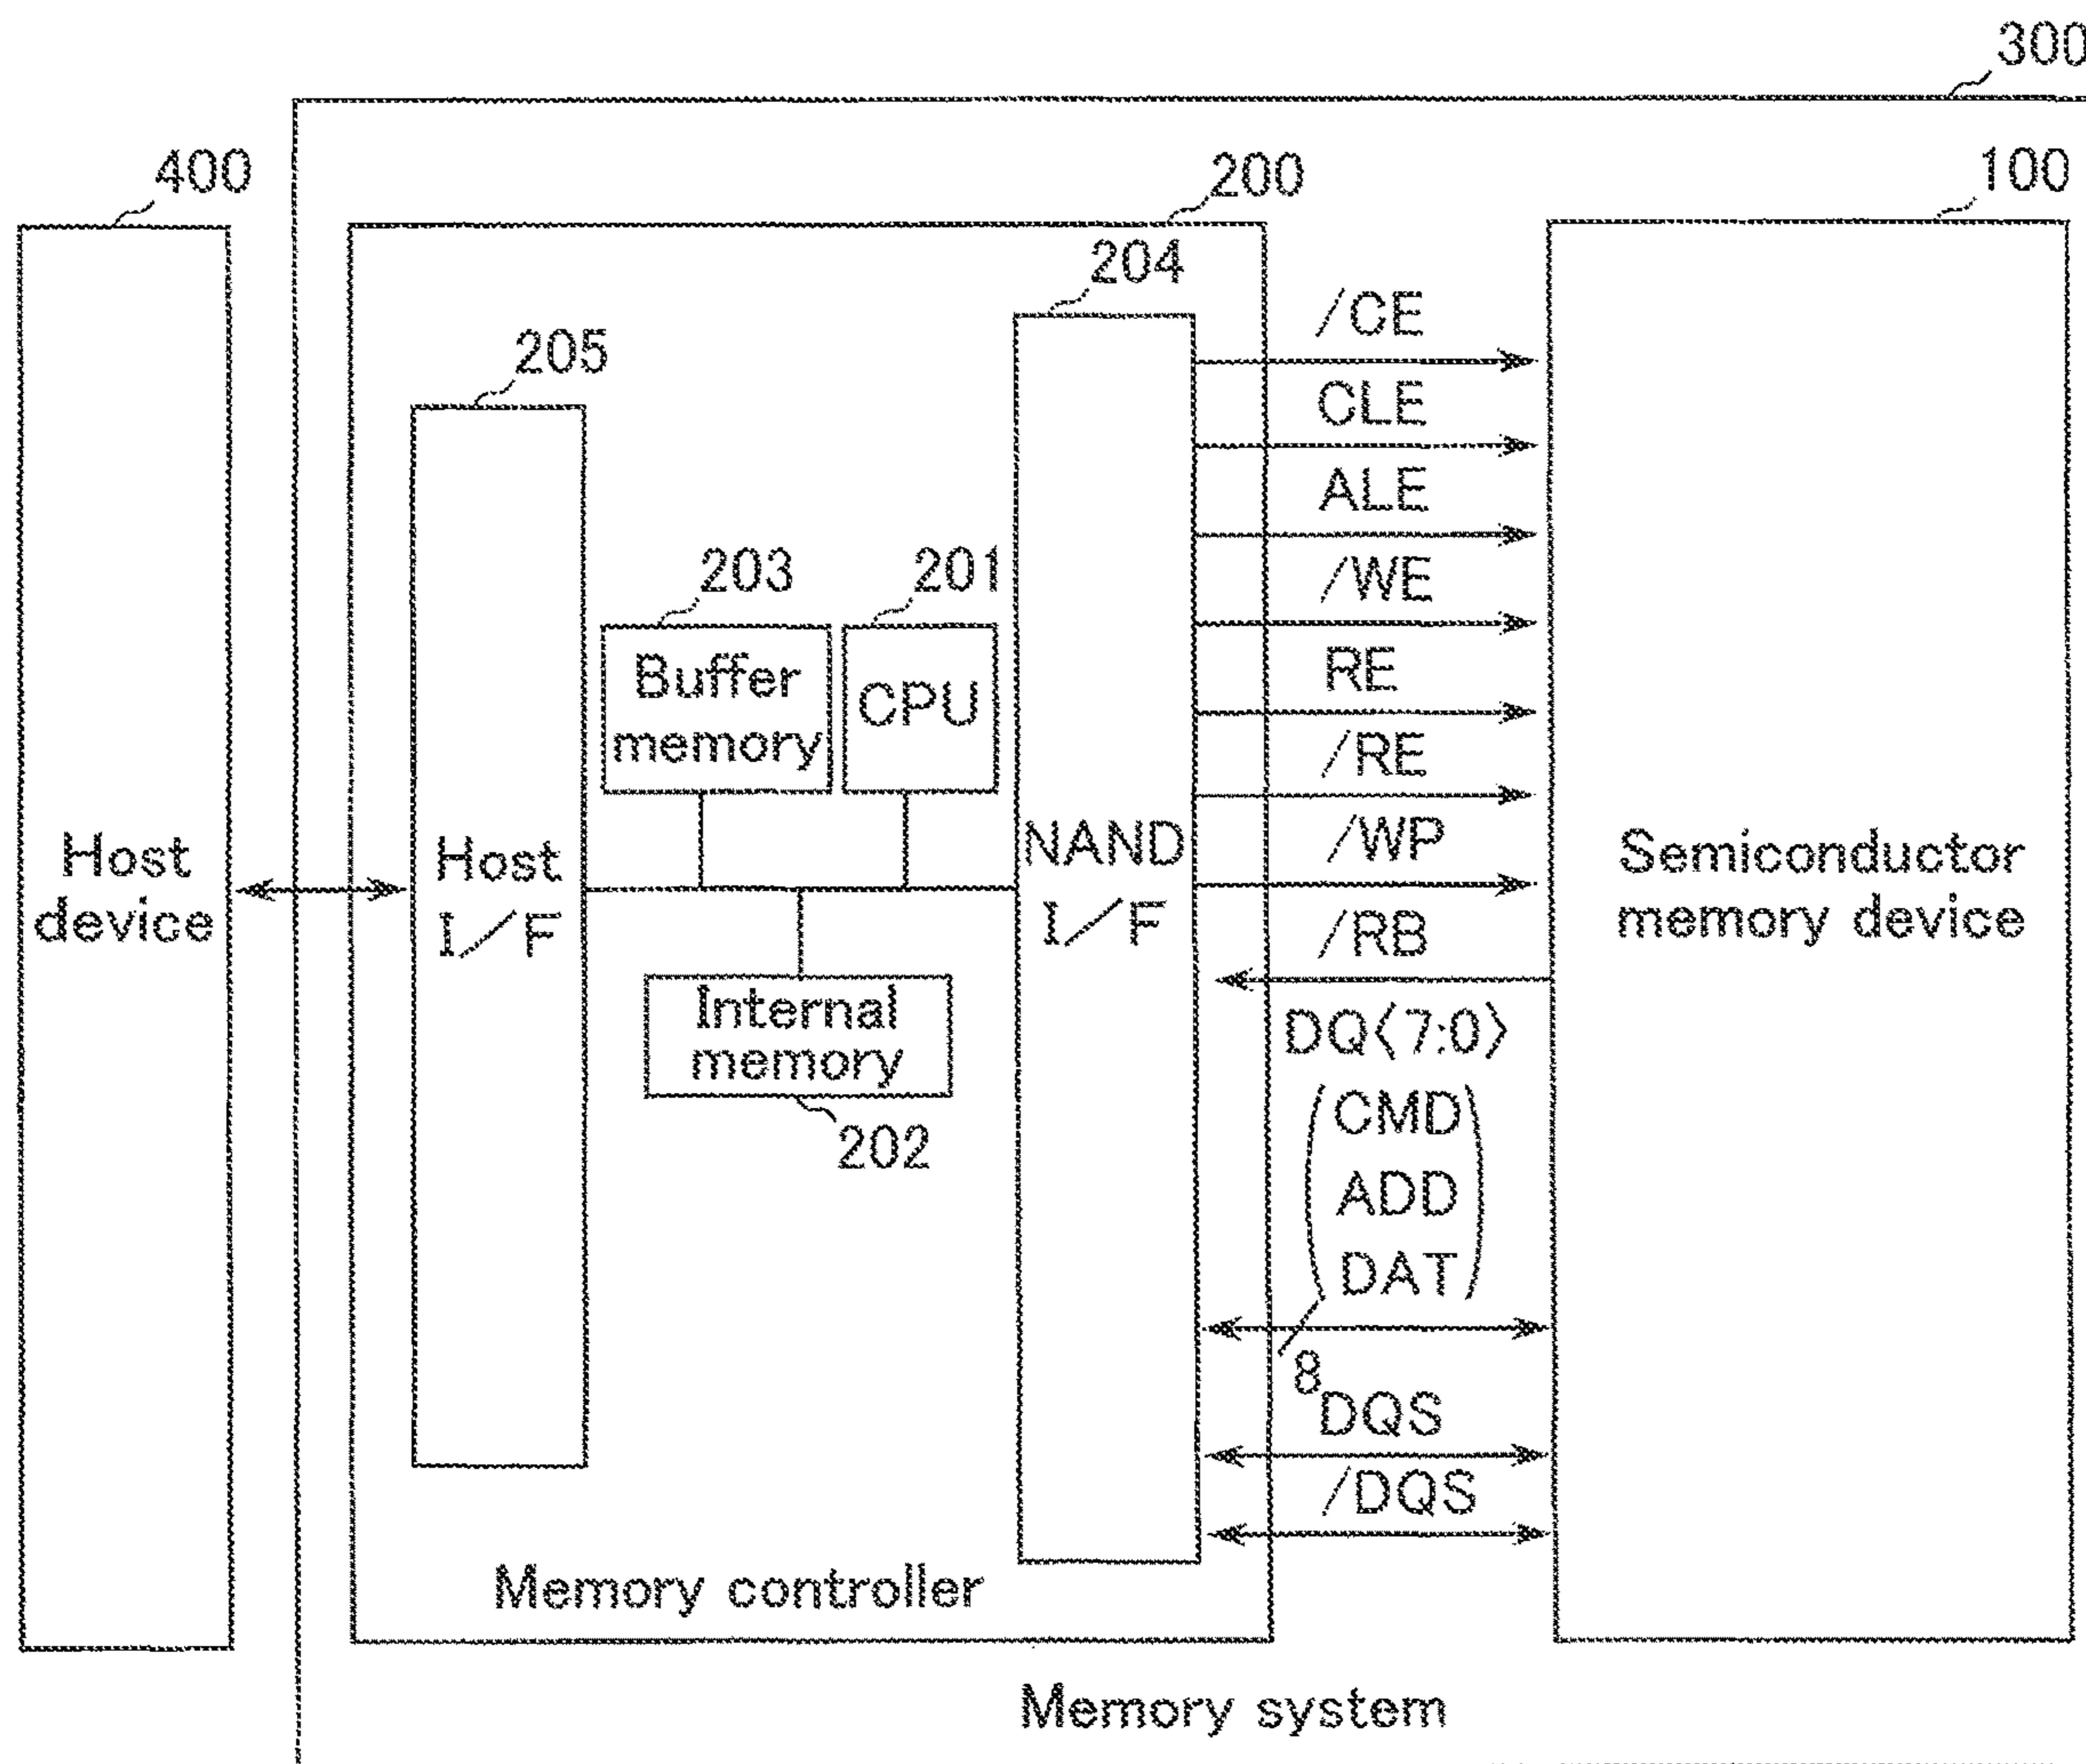 300
400
200
100
204
205
/CE
CLE
ALE
203
201
/WE
Buffer
memory
CPU
RE
/RE
Host
device
Host
I/F
NAND
I/F
/WP
Semiconductor
memory device
/RB
Internal
memory
202
DQ<7:0>
(CMD
ADD
DAT)
8
DQS
/DQS
Memory controller
Memory system